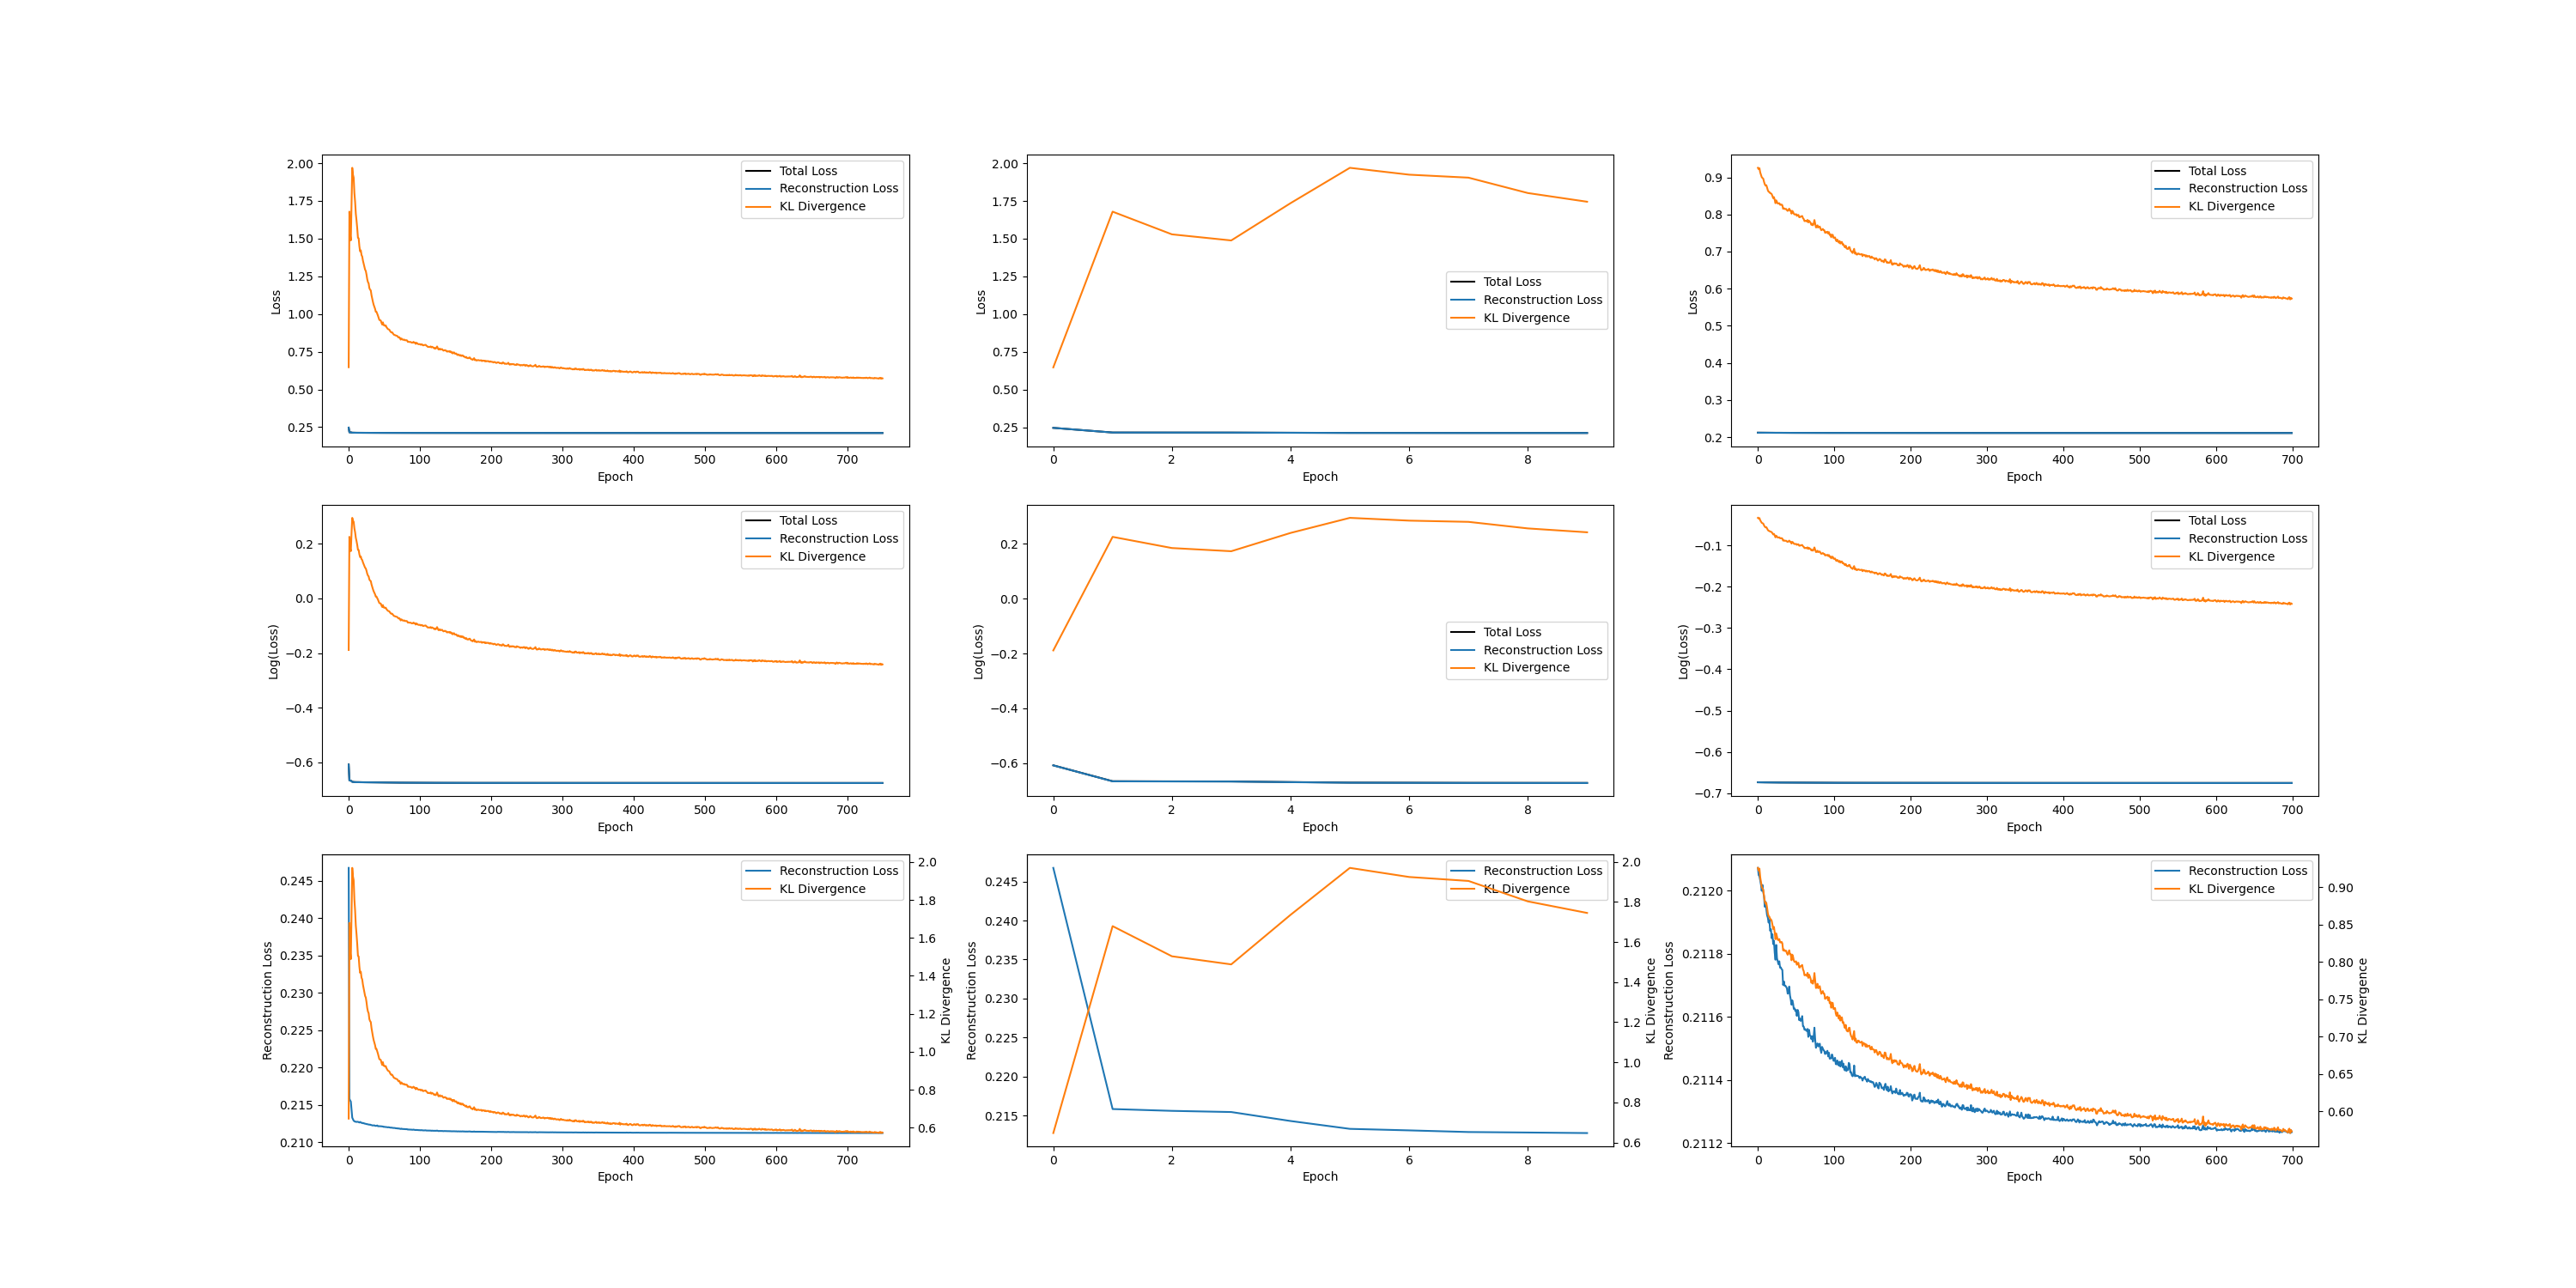 2.00
1.75
1.50
1.25
1.00
0.75
0.50
0.25
Loss
0 100 200 300 400 500 600 700
Epoch
Total Loss
Reconstruction Loss
KL Divergence
2.00
1.75
1.50
1.25
1.00
0.75
0.50
0.25
Loss
0 2 4 6 8
Epoch
Total Loss
Reconstruction Loss
KL Divergence
0.9
0.8
0.7
0.6
0.5
0.4
0.3
0.2
Loss
0 100 200 300 400 500 600 700
Epoch
Total Loss
Reconstruction Loss
KL Divergence
0.2
0.0
−0.2
−0.4
−0.6
Log(Loss)
0 100 200 300 400 500 600 700
Epoch
Total Loss
Reconstruction Loss
KL Divergence
0.2
0.0
−0.2
−0.4
−0.6
Log(Loss)
0 2 4 6 8
Epoch
Total Loss
Reconstruction Loss
KL Divergence
−0.1
−0.2
−0.3
−0.4
−0.5
−0.6
−0.7
Log(Loss)
0 100 200 300 400 500 600 700
Epoch
Total Loss
Reconstruction Loss
KL Divergence
0.245
0.240
0.235
0.230
0.225
0.220
0.215
0.210
Reconstruction Loss
0 100 200 300 400 500 600 700
Epoch
Reconstruction Loss
KL Divergence
2.0
1.8
1.6
1.4
1.2
1.0
0.8
0.6
KL Divergence
0.245
0.240
0.235
0.230
0.225
0.220
0.215
Reconstruction Loss
0 2 4 6 8
Epoch
Reconstruction Loss
KL Divergence
2.0
1.8
1.6
1.4
1.2
1.0
0.8
0.6
KL Divergence
0.2120
0.2118
0.2116
0.2114
0.2112
Reconstruction Loss
0 100 200 300 400 500 600 700
Epoch
Reconstruction Loss
KL Divergence
0.90
0.85
0.80
0.75
0.70
0.65
0.60
KL Divergence